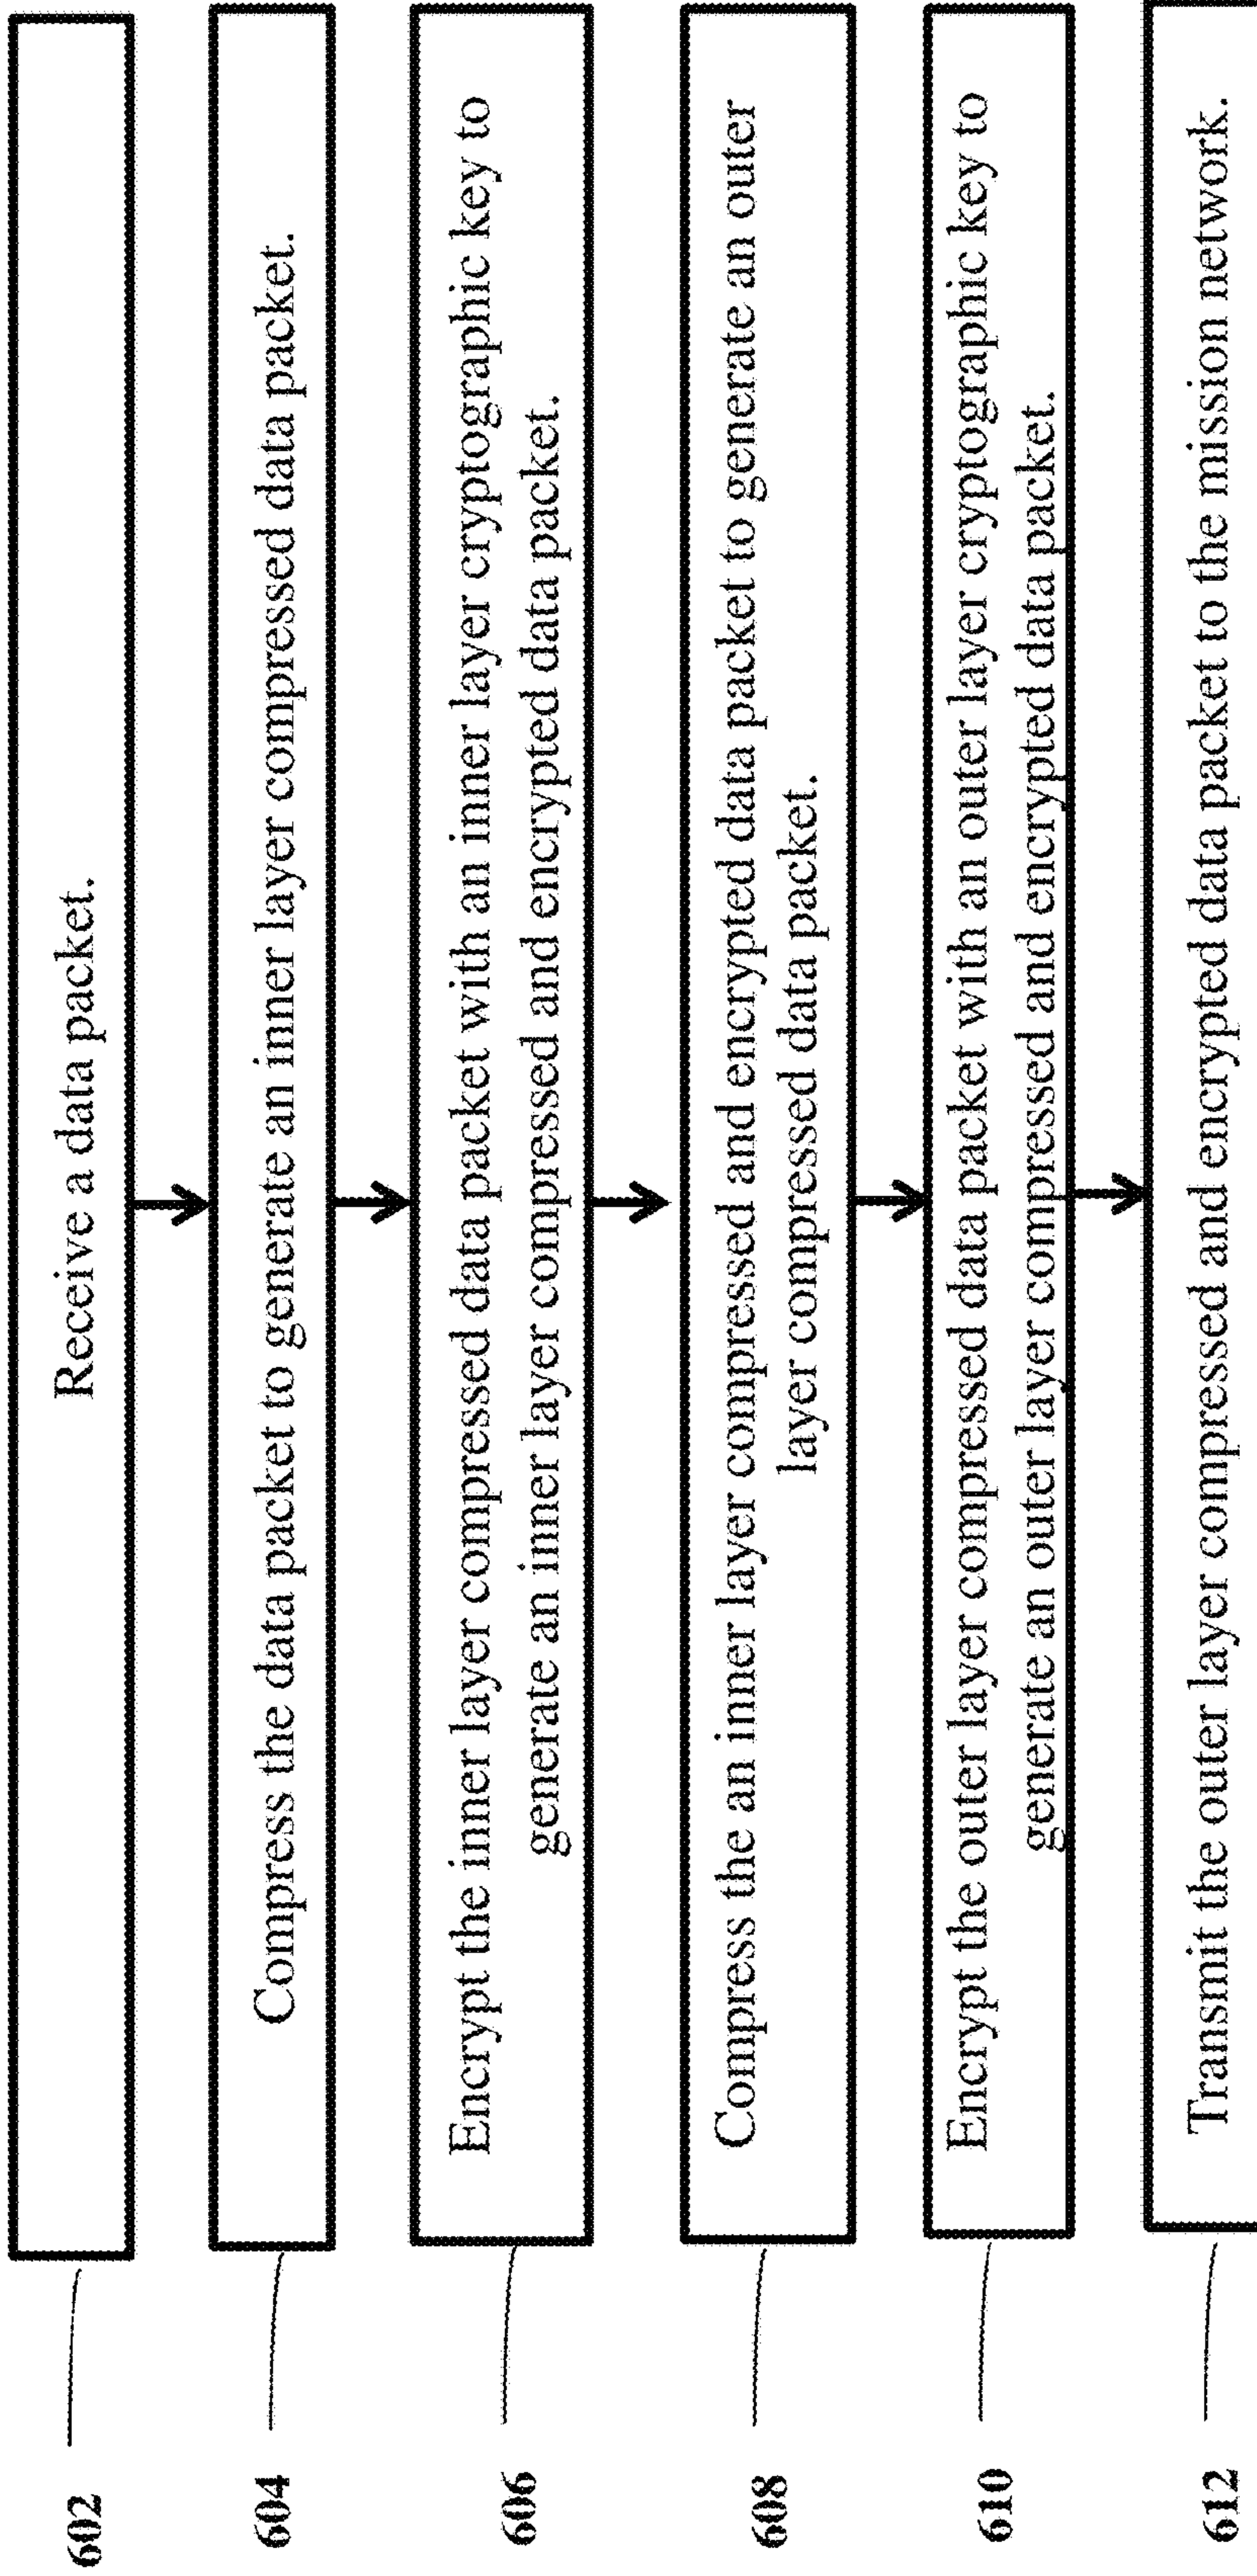 602
Receive a data packet.
604
Compress the data packet to generate an inner layer compressed data packet.
606
Encrypt the inner layer compressed data packet with an inner layer cryptographic key to
generate an inner layer compressed and encrypted data packet.
608
Compress the an inner layer compressed and encrypted data packet to generate an outer
layer compressed data packet.
610
Encrypt the outer layer compressed data packet with an outer layer cryptographic key to
generate an outer layer compressed and encrypted data packet.
612
Transmit the outer layer compressed and encrypted data packet to the mission network.